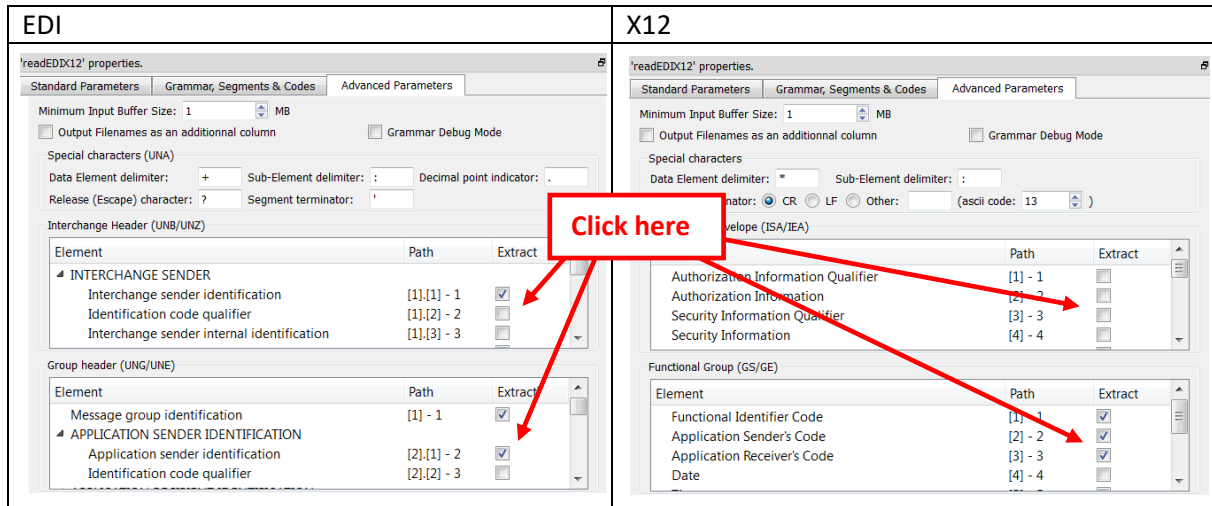 EDI
X12
'readEDIX12' properties.
Standard Parameters Grammar, Segments & Codes Advanced Parameters
Minimum Input Buffer Size: 1 MB
Output Filenames as an additionnal column Grammar Debug Mode
Special characters (UNA)
Data Element delimiter: + Sub-Element delimiter: : Decimal point indicator: .
Release (Escape) character: ? Segment terminator: '
Interchange Header (UNB/UNZ)
Element Path Extract
INTERCHANGE SENDER
Interchange sender identification [1].[1] - 1
Identification code qualifier [1].[2] - 2
Interchange sender internal identification [1].[3] - 3
Group header (UNG/UNE)
Element Path Extract
Message group identification [1] - 1
APPLICATION SENDER IDENTIFICATION
Application sender identification [2].[1] - 2
Identification code qualifier [2].[2] - 3
Click here
'readEDIX12' properties.
Standard Parameters Grammar, Segments & Codes Advanced Parameters
Minimum Input Buffer Size: 1 MB
Output Filenames as an additionnal column Grammar Debug Mode
Special characters
Data Element delimiter: * Sub-Element delimiter: :
CR LF Other: (ascii code: 13 )
(ISA/IEA)
Path Extract
Authorization Information Qualifier [1] - 1
Authorization Information [2] - 2
Security Information Qualifier [3] - 3
Security Information [4] - 4
Functional Group (GS/GE)
Element Path Extract
Functional Identifier Code [1] - 1
Application Sender's Code [2] - 2
Application Receiver's Code [3] - 3
Date [4] - 4